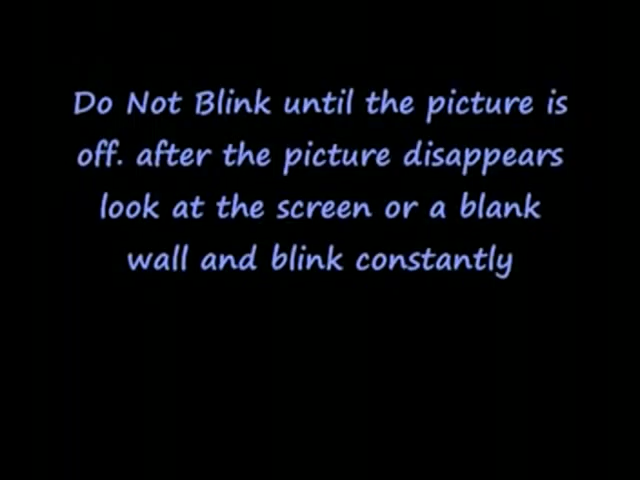 Do Not Blink until the picture is
off. after the picture disappears
look at the screen or a blank
wall and blink constantly